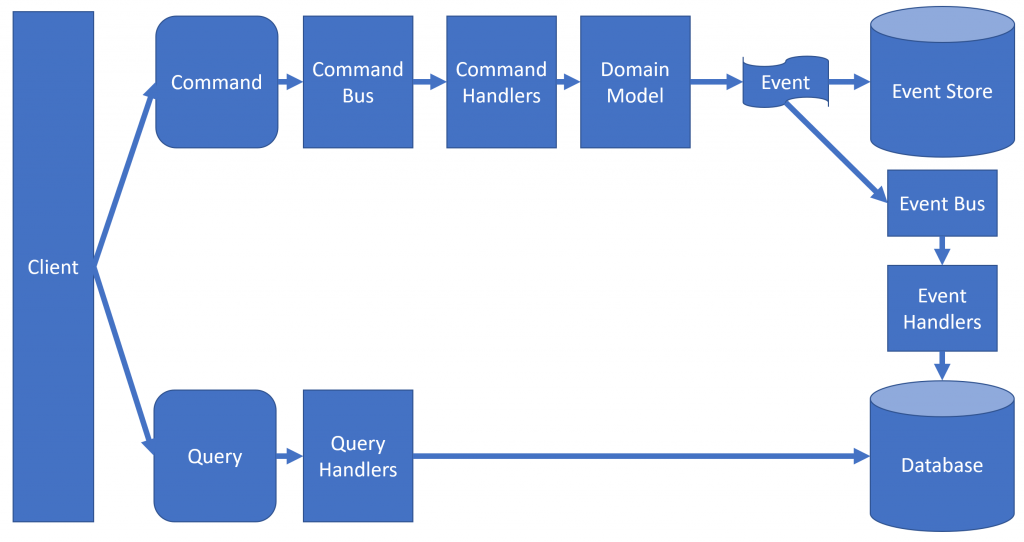 Client
Command
Command
Bus
Command
Handlers
Domain
Model
Event
Event Store
Event Bus
Event
Handlers
Query
Query
Handlers
Database